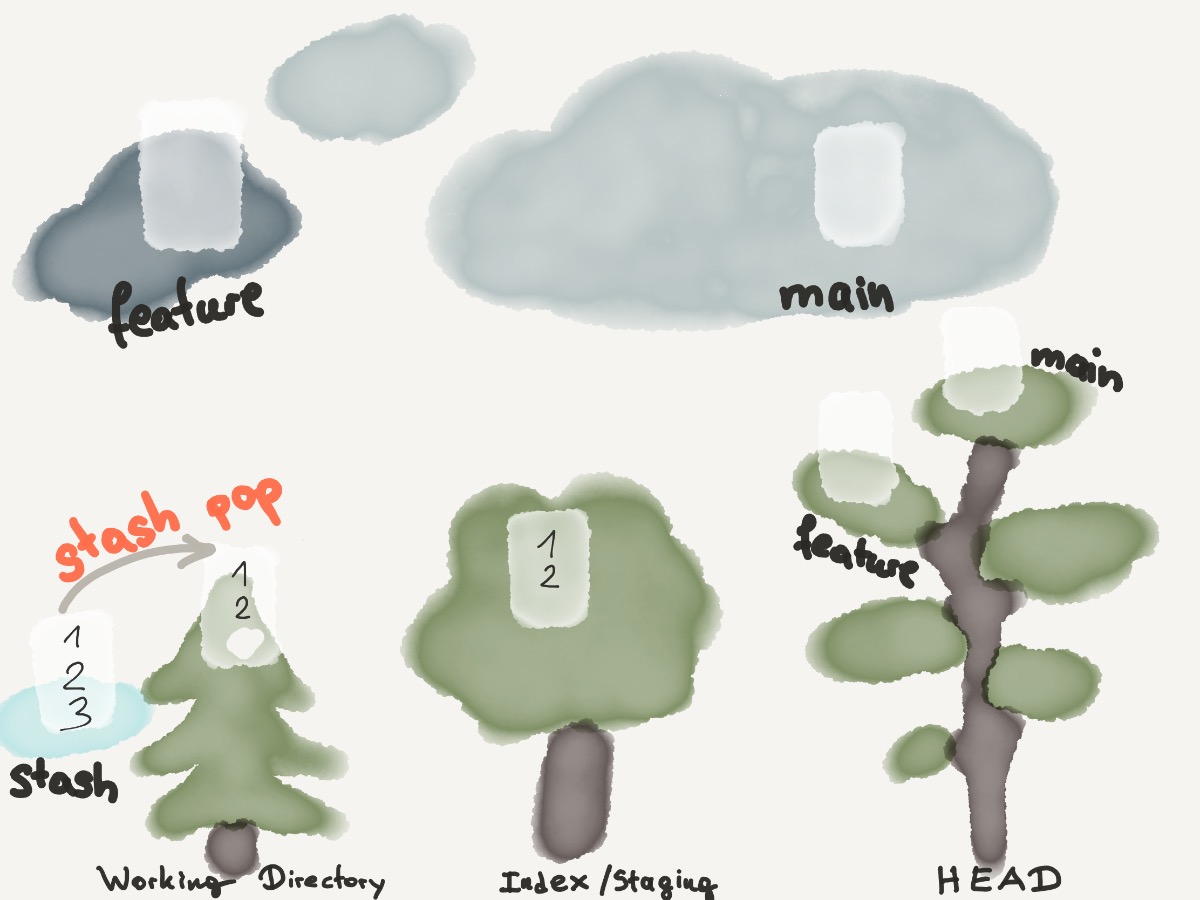 feature
main
main
feature
stash pop
1
2
1
2
1
2
3
stash
Working Directory
Index/Staging
HEAD